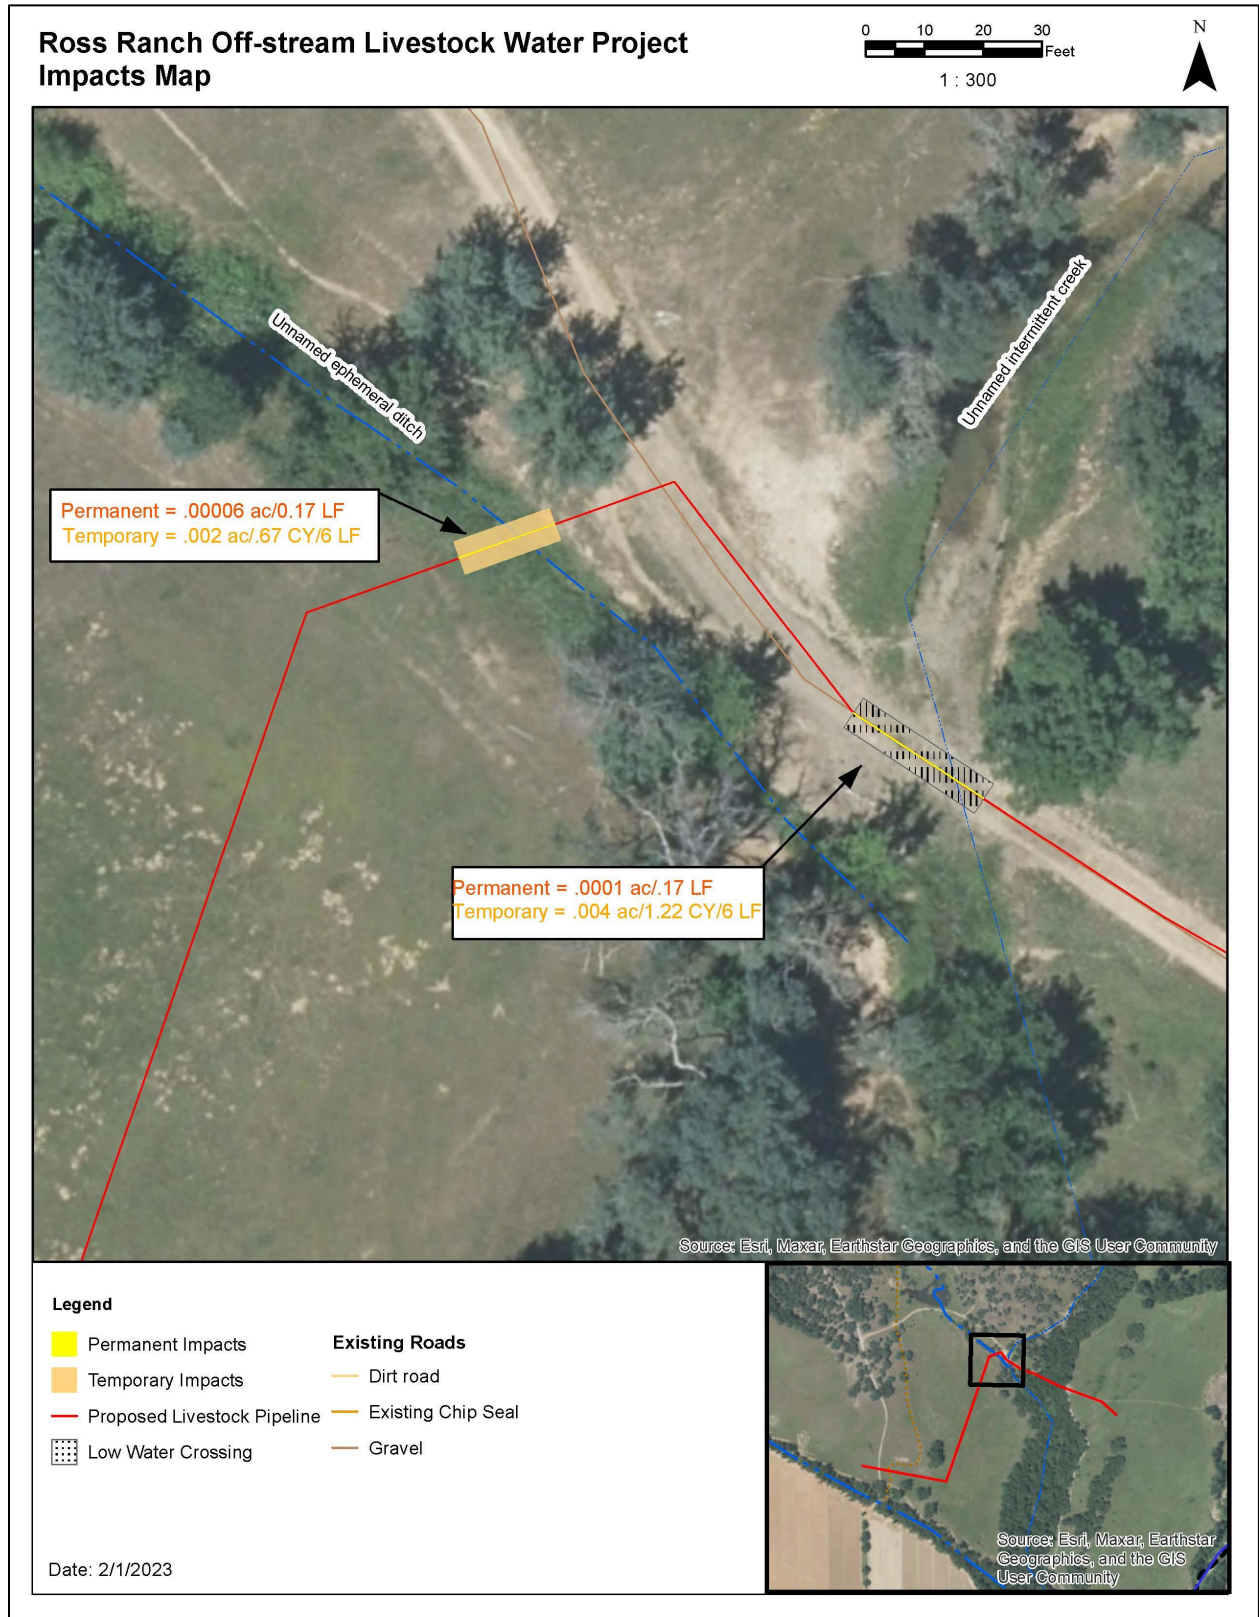 Ross Ranch Off-stream Livestock Water Project
Impacts Map
0 10 20 30
Feet
1 : 300
N
Unnamed ephemeral ditch
Unnamed intermittent creek
Permanent = .00006 ac/0.17 LF
Temporary = .002 ac/.67 CY/6 LF
Permanent = .0001 ac/.17 LF
Temporary = .004 ac/1.22 CY/6 LF
Source: Esri, Maxar, Earthstar Geographics, and the GIS User Community
Legend
Permanent Impacts
Temporary Impacts
Proposed Livestock Pipeline
Low Water Crossing
Existing Roads
Dirt road
Existing Chip Seal
Gravel
Date: 2/1/2023
Source: Esri, Maxar, Earthstar
Geographics, and the GIS
User Community